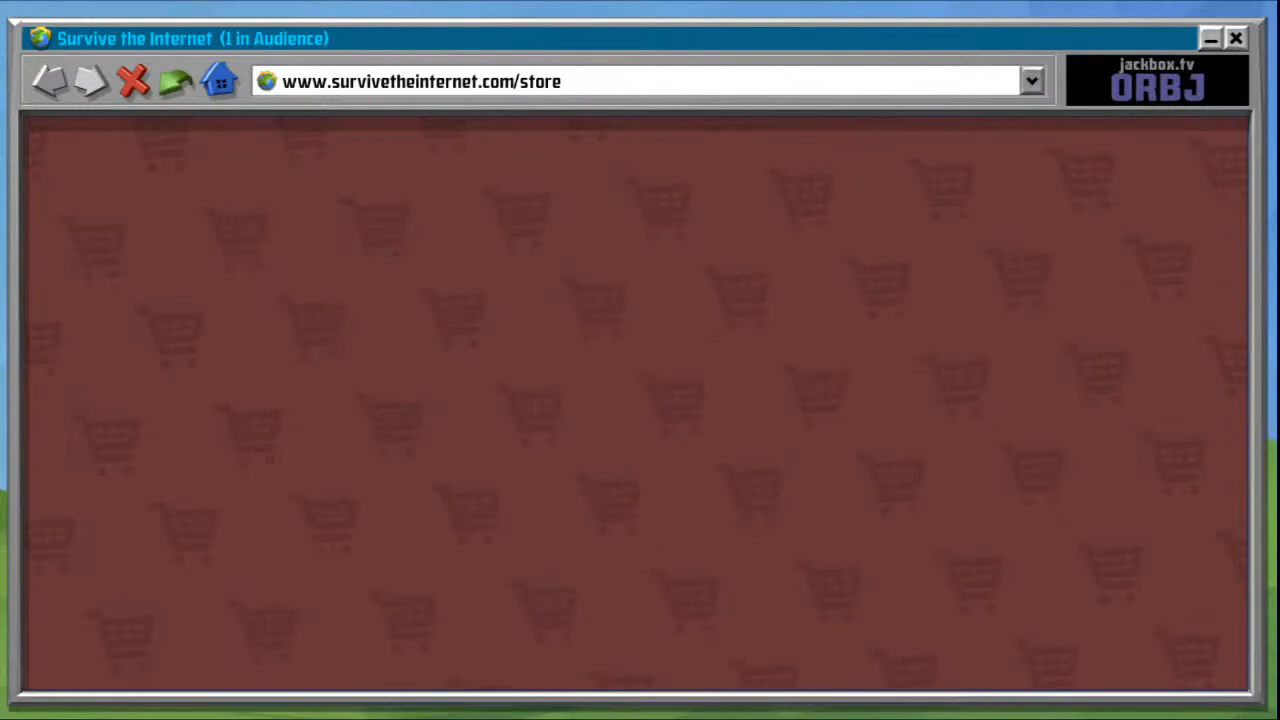 Survive the Internet (1 in Audience)
www.survivetheinternet.com/store
jackbox.tv
ORBJ